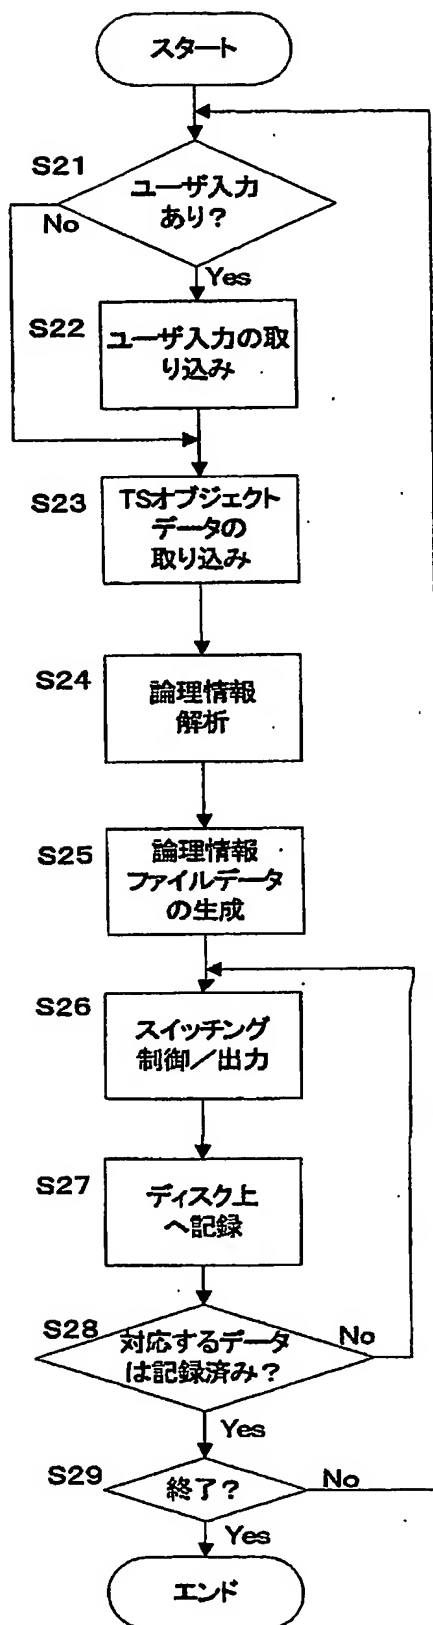 スタート
S21
ユーザ入力
あり？
No
Yes
S22
ユーザ入力の取
り込み
S23
TSオブジェクト
データの
取り込み
S24
論理情報
解析
S25
論理情報
ファイルデータ
の生成
S26
スイッチング
制御／出力
S27
ディスク上
へ記録
S28
対応するデータ
は記録済み？
No
Yes
S29
終了？
No
Yes
エンド